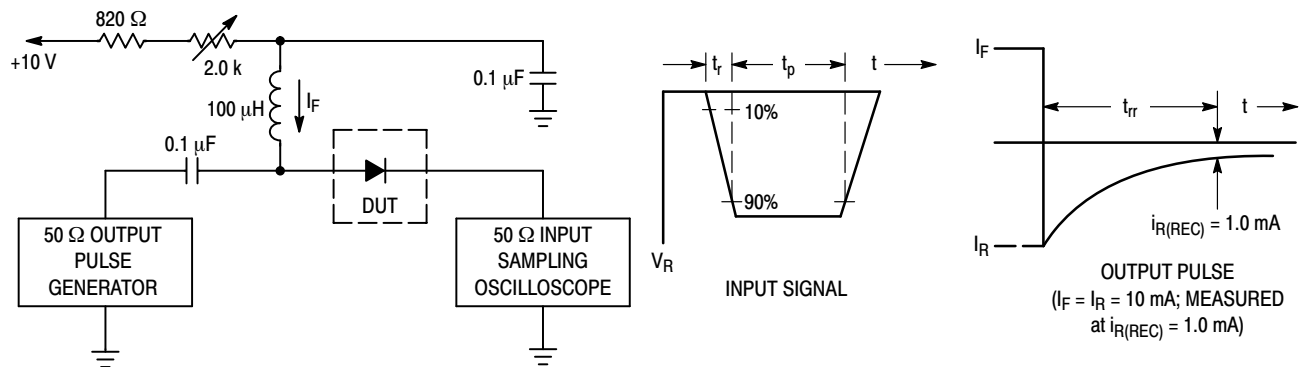 820 Ω
+10 V
2.0 k
0.1 μF
100 μH
I_F
0.1 μF
DUT
50 Ω OUTPUT
PULSE
GENERATOR
50 Ω INPUT
SAMPLING
OSCILLOSCOPE
t_r
t_p
t
10%
90%
V_R
INPUT SIGNAL
I_F
t_rr
t
I_R
i_R(REC) = 1.0 mA
OUTPUT PULSE
(I_F = I_R = 10 mA; MEASURED
at i_R(REC) = 1.0 mA)